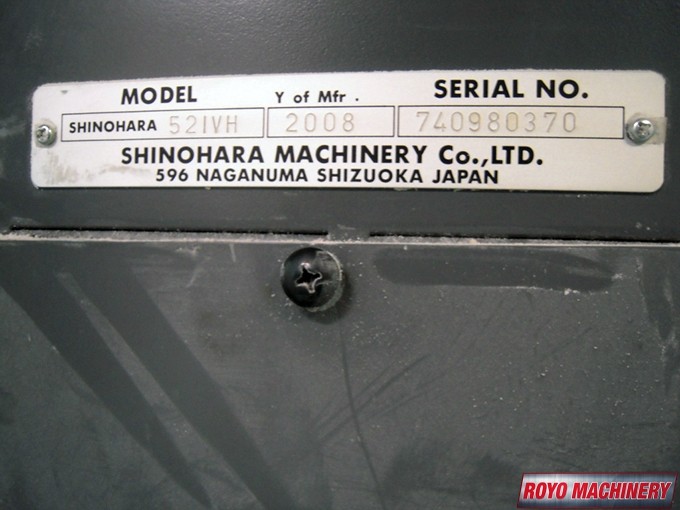 MODEL Y of Mfr. SERIAL NO.
SHINOHARA 52IVH 2008 740980370
SHINOHARA MACHINERY Co.,LTD.
596 NAGANUMA SHIZUOKA JAPAN
ROYO MACHINERY